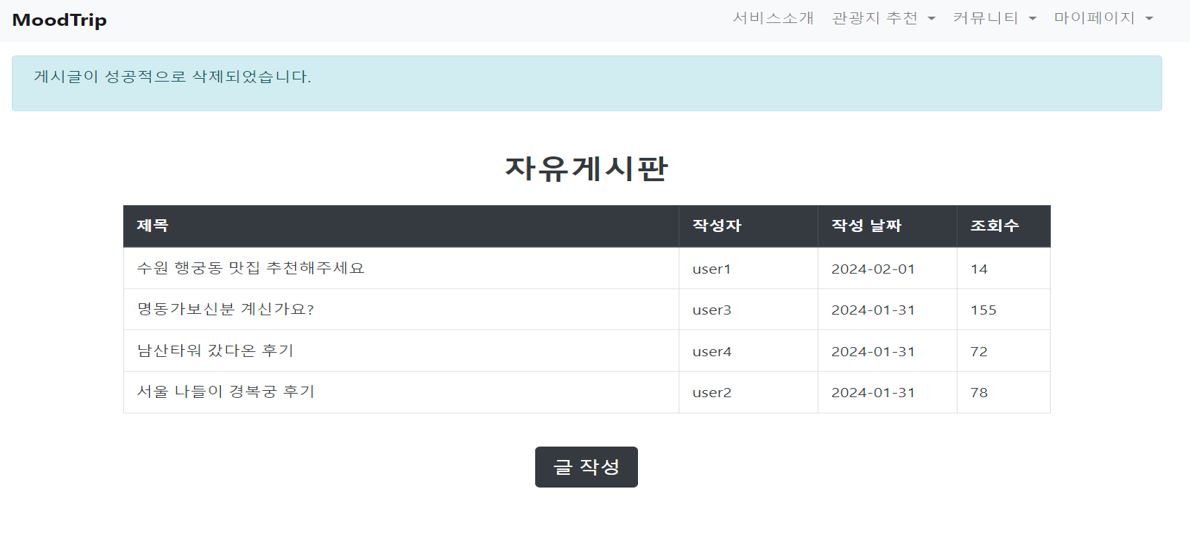 MoodTrip 서비스소개 관광지 추천 커뮤니티 마이페이지
게시글이 성공적으로 삭제되었습니다.
자유게시판
제목 작성자 작성 날짜 조회수
수원 행궁동 맛집 추천해주세요 user1 2024-02-01 14
명동가보신분 계신가요? user3 2024-01-31 155
남산타워 갔다온 후기 user4 2024-01-31 72
서울 나들이 경복궁 후기 user2 2024-01-31 78
글 작성